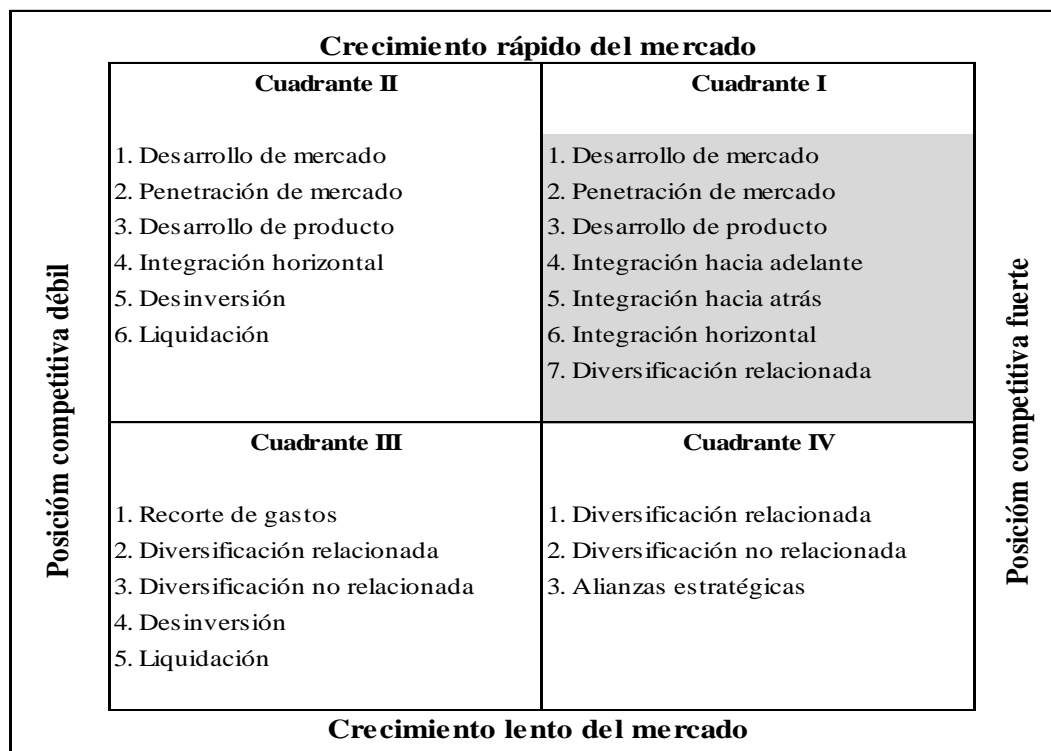 Crecimiento rápido del mercado
Cuadrante II
1. Desarrollo de mercado
2. Penetración de mercado
3. Desarrollo de producto
4. Integración horizontal
5. Desinversión
6. Liquidación
Cuadrante I
1. Desarrollo de mercado
2. Penetración de mercado
3. Desarrollo de producto
4. Integración hacia adelante
5. Integración hacia atrás
6. Integración horizontal
7. Diversificación relacionada
Posicióm competitiva débil
Posicióm competitiva fuerte
Cuadrante III
1. Recorte de gastos
2. Diversificación relacionada
3. Diversificación no relacionada
4. Desinversión
5. Liquidación
Cuadrante IV
1. Diversificación relacionada
2. Diversificación no relacionada
3. Alianzas estratégicas
Crecimiento lento del mercado